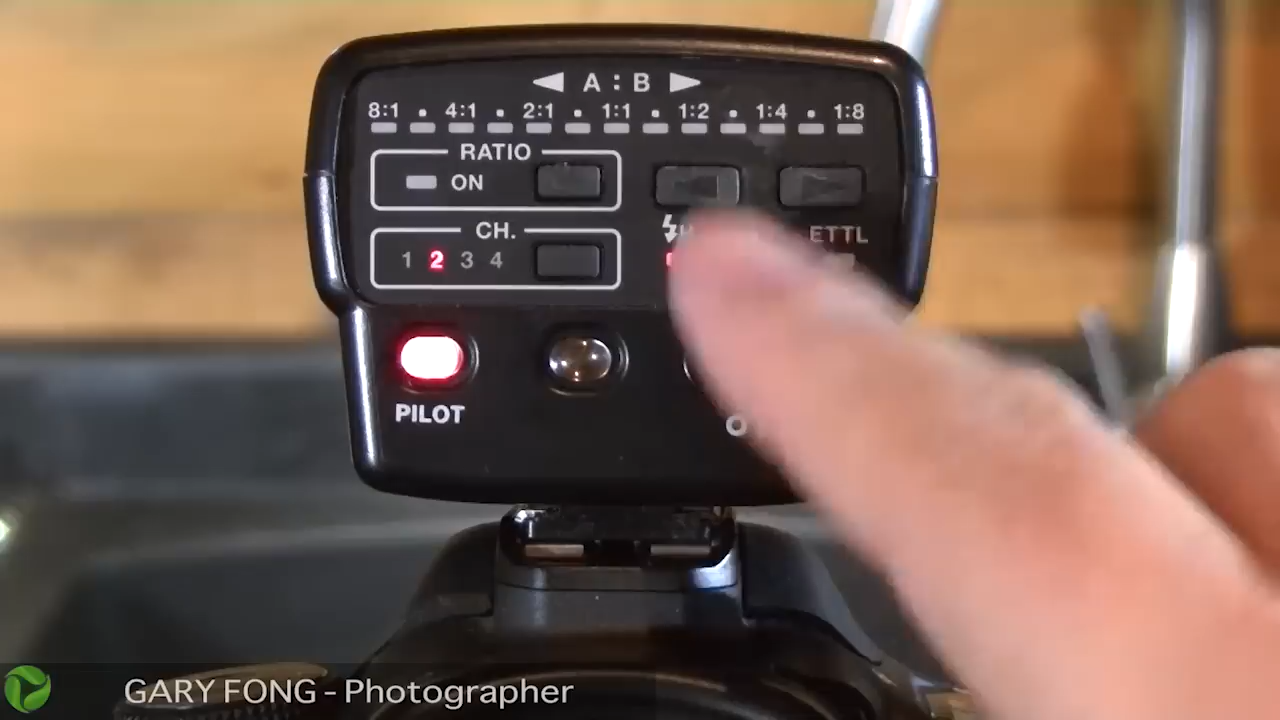 A : B
8:1 • 4:1 • 2:1 • 1:1 • 1:2 • 1:4 • 1:8
RATIO
ON
CH.
1 2 3 4
ETTL
PILOT
GARY FONG - Photographer